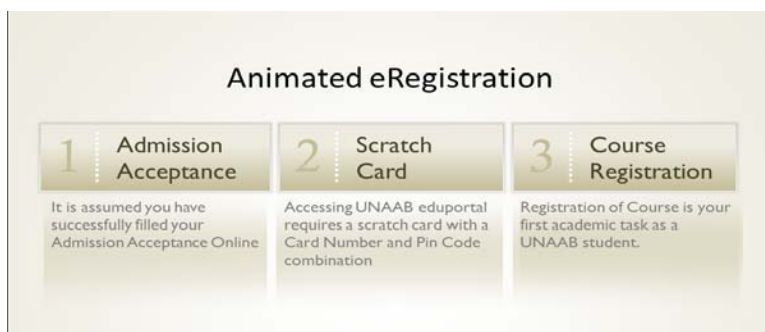 Animated eRegistration
1
Admission
Acceptance
It is assumed you have
successfully filled your
Admission Acceptance Online
2
Scratch
Card
Accessing UNAAB eduportal
requires a scratch card with a
Card Number and Pin Code
combination
3
Course
Registration
Registration of Course is your
first academic task as a
UNAAB student.